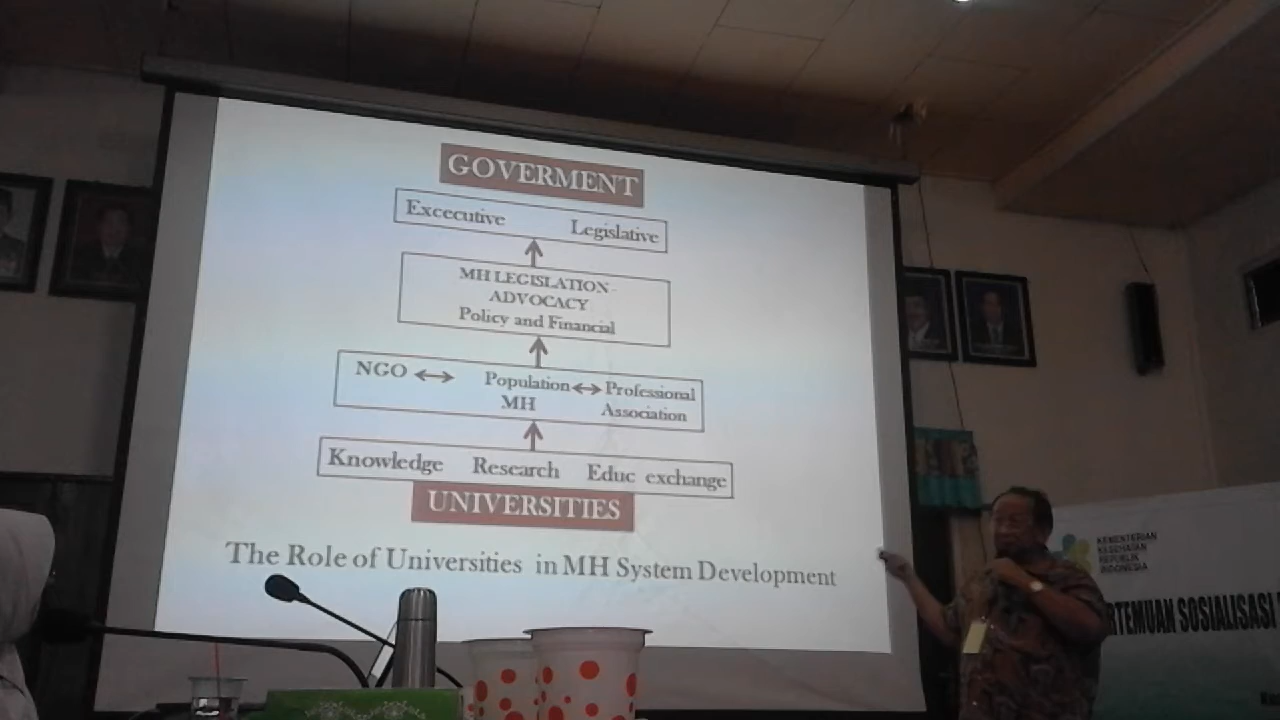 GOVERMENT
Excecutive Legislative
MH LEGISLATION-
ADVOCACY
Policy and Financial
NGO ↔ Population ↔ Professional
MH Association
Knowledge Research Educ exchange
UNIVERSITIES
The Role of Universities in MH System Development
KEMENTERIAN
KESEHATAN
REPUBLIK
INDONESIA
RTEMUAN SOSIALISASI